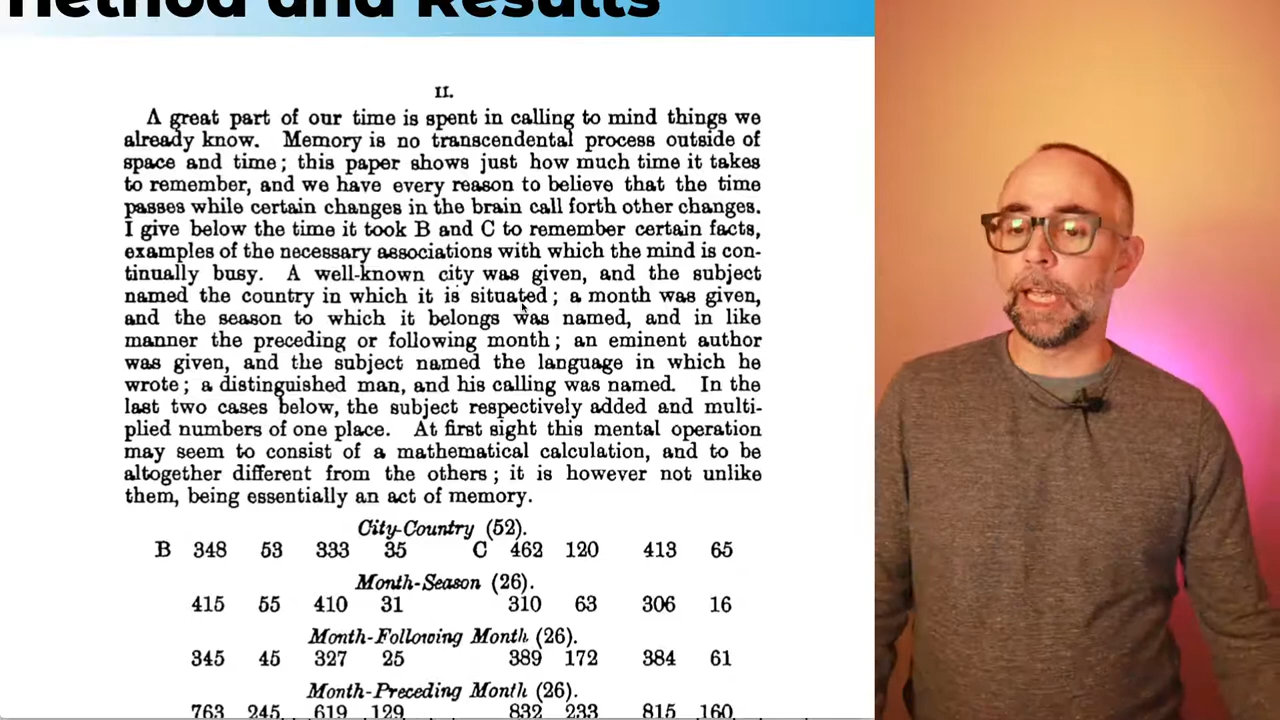 Method and Results
II.
A great part of our time is spent in calling to mind things we
already know. Memory is no transcendental process outside of
space and time; this paper shows just how much time it takes
to remember, and we have every reason to believe that the time
passes while certain changes in the brain call forth other changes.
I give below the time it took B and C to remember certain facts,
examples of the necessary associations with which the mind is con-
tinually busy. A well-known city was given, and the subject
named the country in which it is situated; a month was given,
and the season to which it belongs was named, and in like
manner the preceding or following month; an eminent author
was given, and the subject named the language in which he
wrote; a distinguished man, and his calling was named. In the
last two cases below, the subject respectively added and multi-
plied numbers of one place. At first sight this mental operation
may seem to consist of a mathematical calculation, and to be
altogether different from the others; it is however not unlike
them, being essentially an act of memory.
City-Country (52).
B 348 53 333 35 C 462 120 413 65
Month-Season (26).
415 55 410 31 310 63 306 16
Month-Following Month (26).
345 45 327 25 389 172 384 61
Month-Preceding Month (26).
763 245 619 129 832 233 815 160